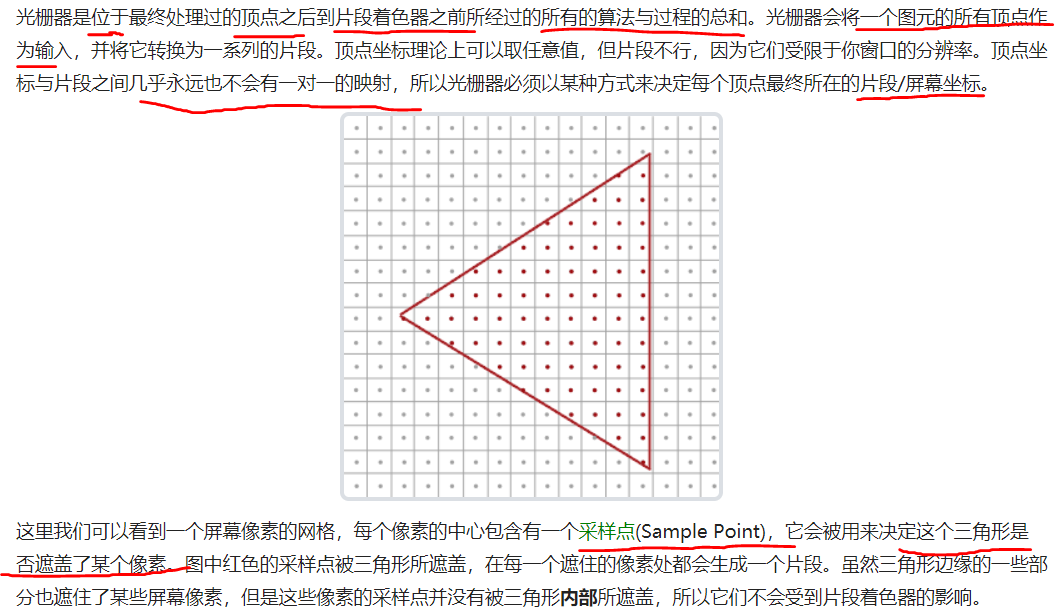 光栅器是位于最终处理过的顶点之后到片段着色器之前所经过的所有的算法与过程的总和。光栅器会将一个图元的所有顶点作
为输入，并将它转换为一系列的片段。顶点坐标理论上可以取任意值，但片段不行，因为它们受限于你窗口的分辨率。顶点坐
标与片段之间几乎永远也不会有一对一的映射，所以光栅器必须以某种方式来决定每个顶点最终所在的片段/屏幕坐标。
这里我们可以看到一个屏幕像素的网格，每个像素的中心包含有一个采样点(Sample Point)，它会被用来决定这个三角形是
否遮盖了某个像素。图中红色的采样点被三角形所遮盖，在每一个遮住的像素处都会生成一个片段。虽然三角形边缘的一些部
分也遮住了某些屏幕像素，但是这些像素的采样点并没有被三角形内部所遮盖，所以它们不会受到片段着色器的影响。